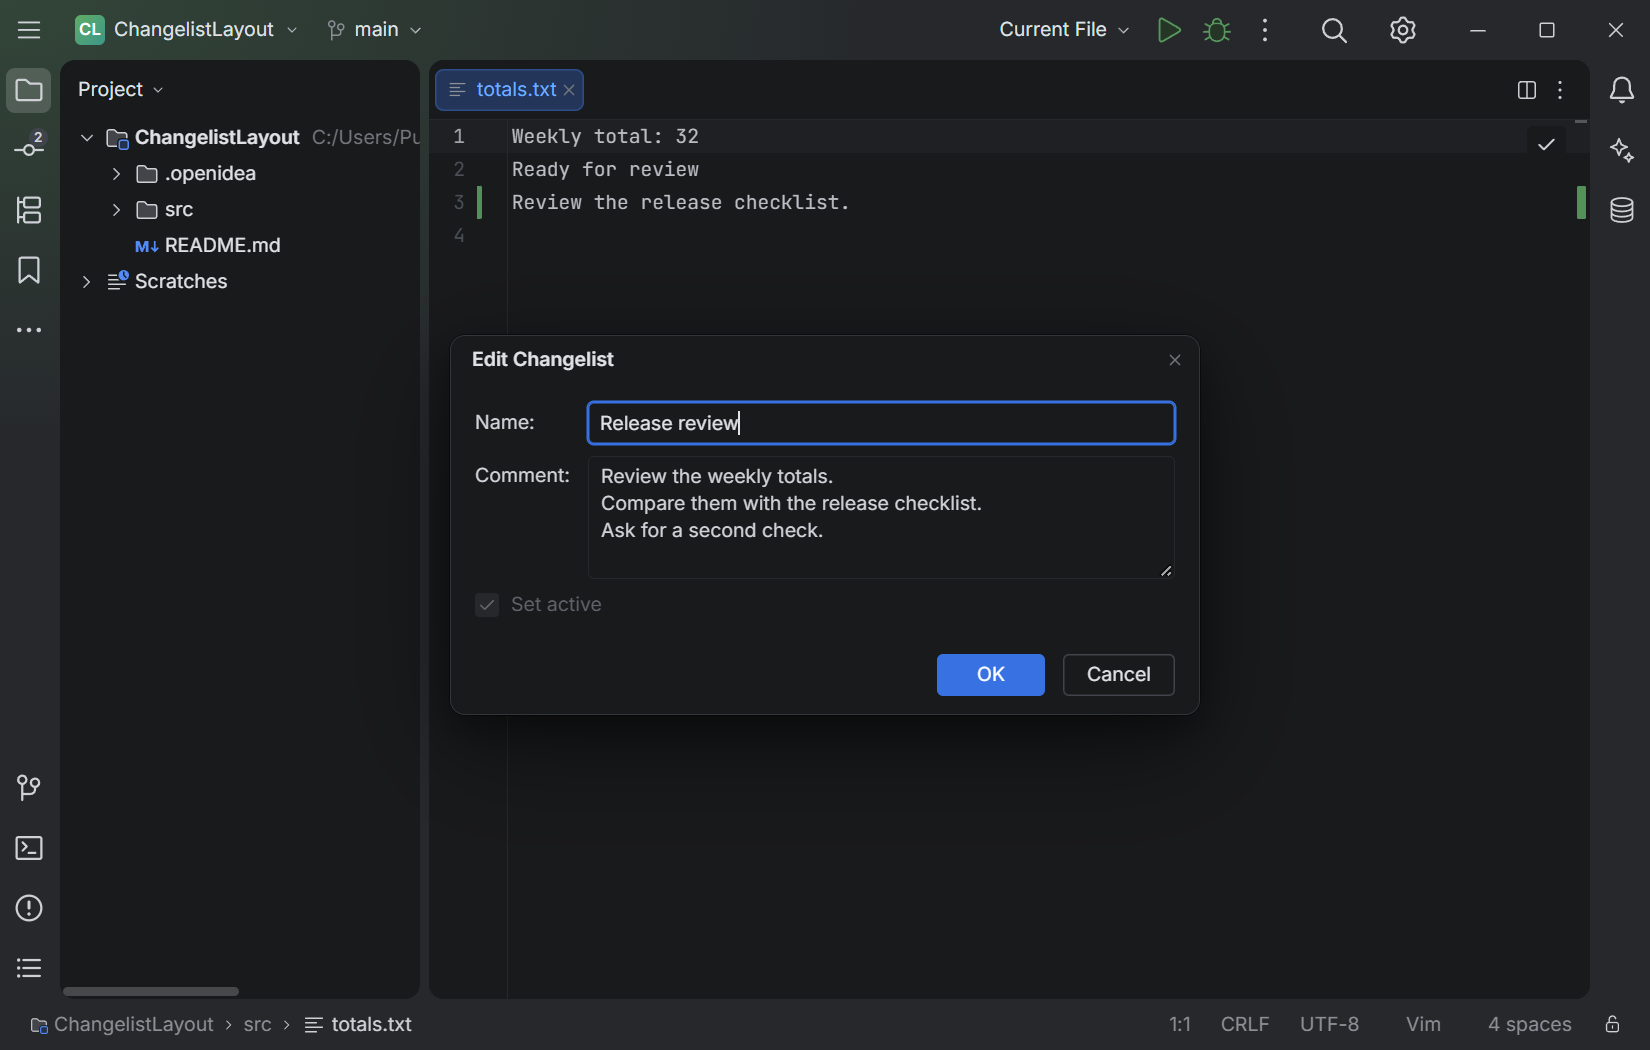 CL ChangelistLayout main Current File
Project
totals.txt
2
ChangelistLayout C:/Users/Pu
.openidea
src
M↓ README.md
Scratches
1 Weekly total: 32
2 Ready for review
3 Review the release checklist.
4
Edit Changelist
Name: Release review
Comment: Review the weekly totals.
Compare them with the release checklist.
Ask for a second check.
Set active
OK Cancel
ChangelistLayout › src › totals.txt 1:1 CRLF UTF-8 Vim 4 spaces